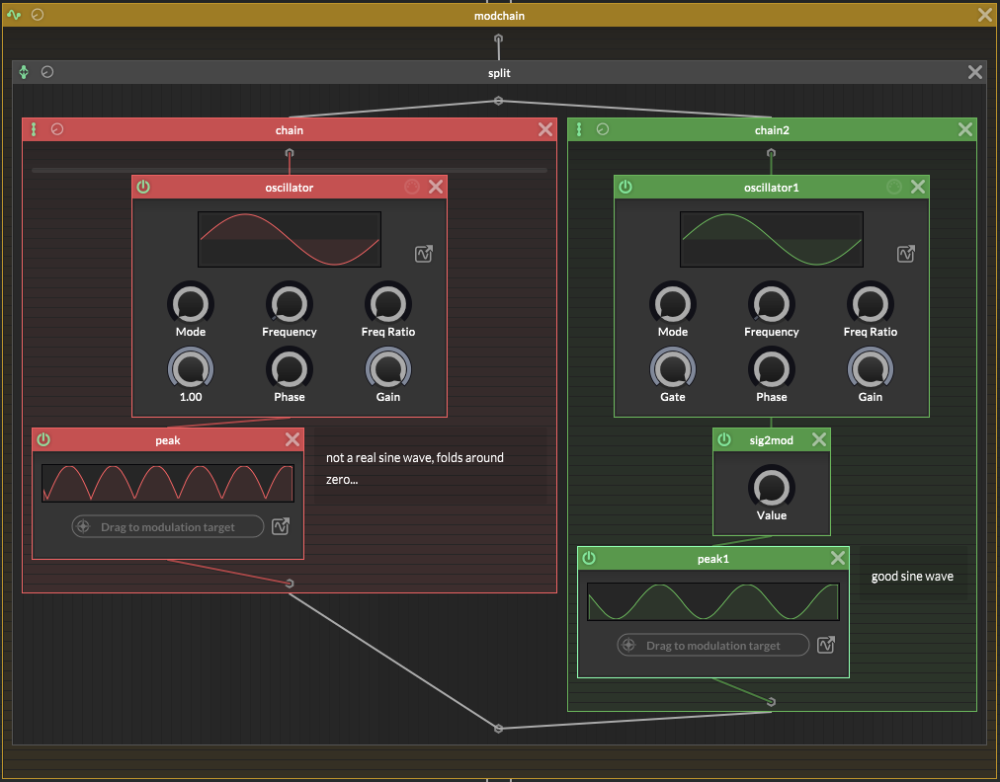 modchain
split
chain
chain2
oscillator
oscillator1
Mode
Frequency
Freq Ratio
Mode
Frequency
Freq Ratio
1.00
Phase
Gain
Gate
Phase
Gain
peak
sig2mod
not a real sine wave, folds around
zero...
Drag to modulation target
Value
peak1
good sine wave
Drag to modulation target